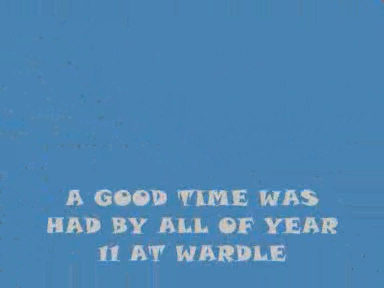 A GOOD TIME WAS
HAD BY ALL OF YEAR
11 AT WARDLE